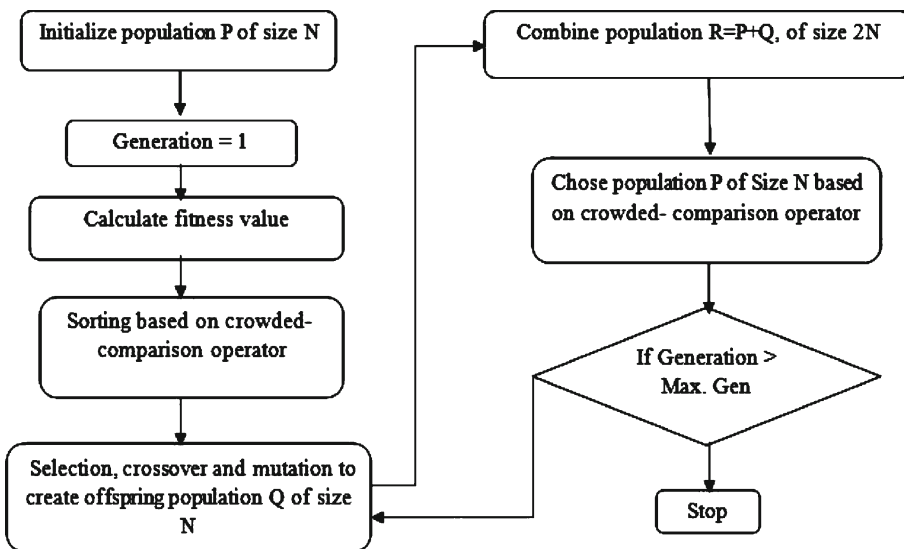 Initialize population P of size N
Generation = 1
Calculate fitness value
Sorting based on crowded-
comparison operator
Selection, crossover and mutation to
create offspring population Q of size
N
Combine population R=P+Q, of size 2N
Chose population P of Size N based
on crowded- comparison operator
If Generation >
Max. Gen
Stop